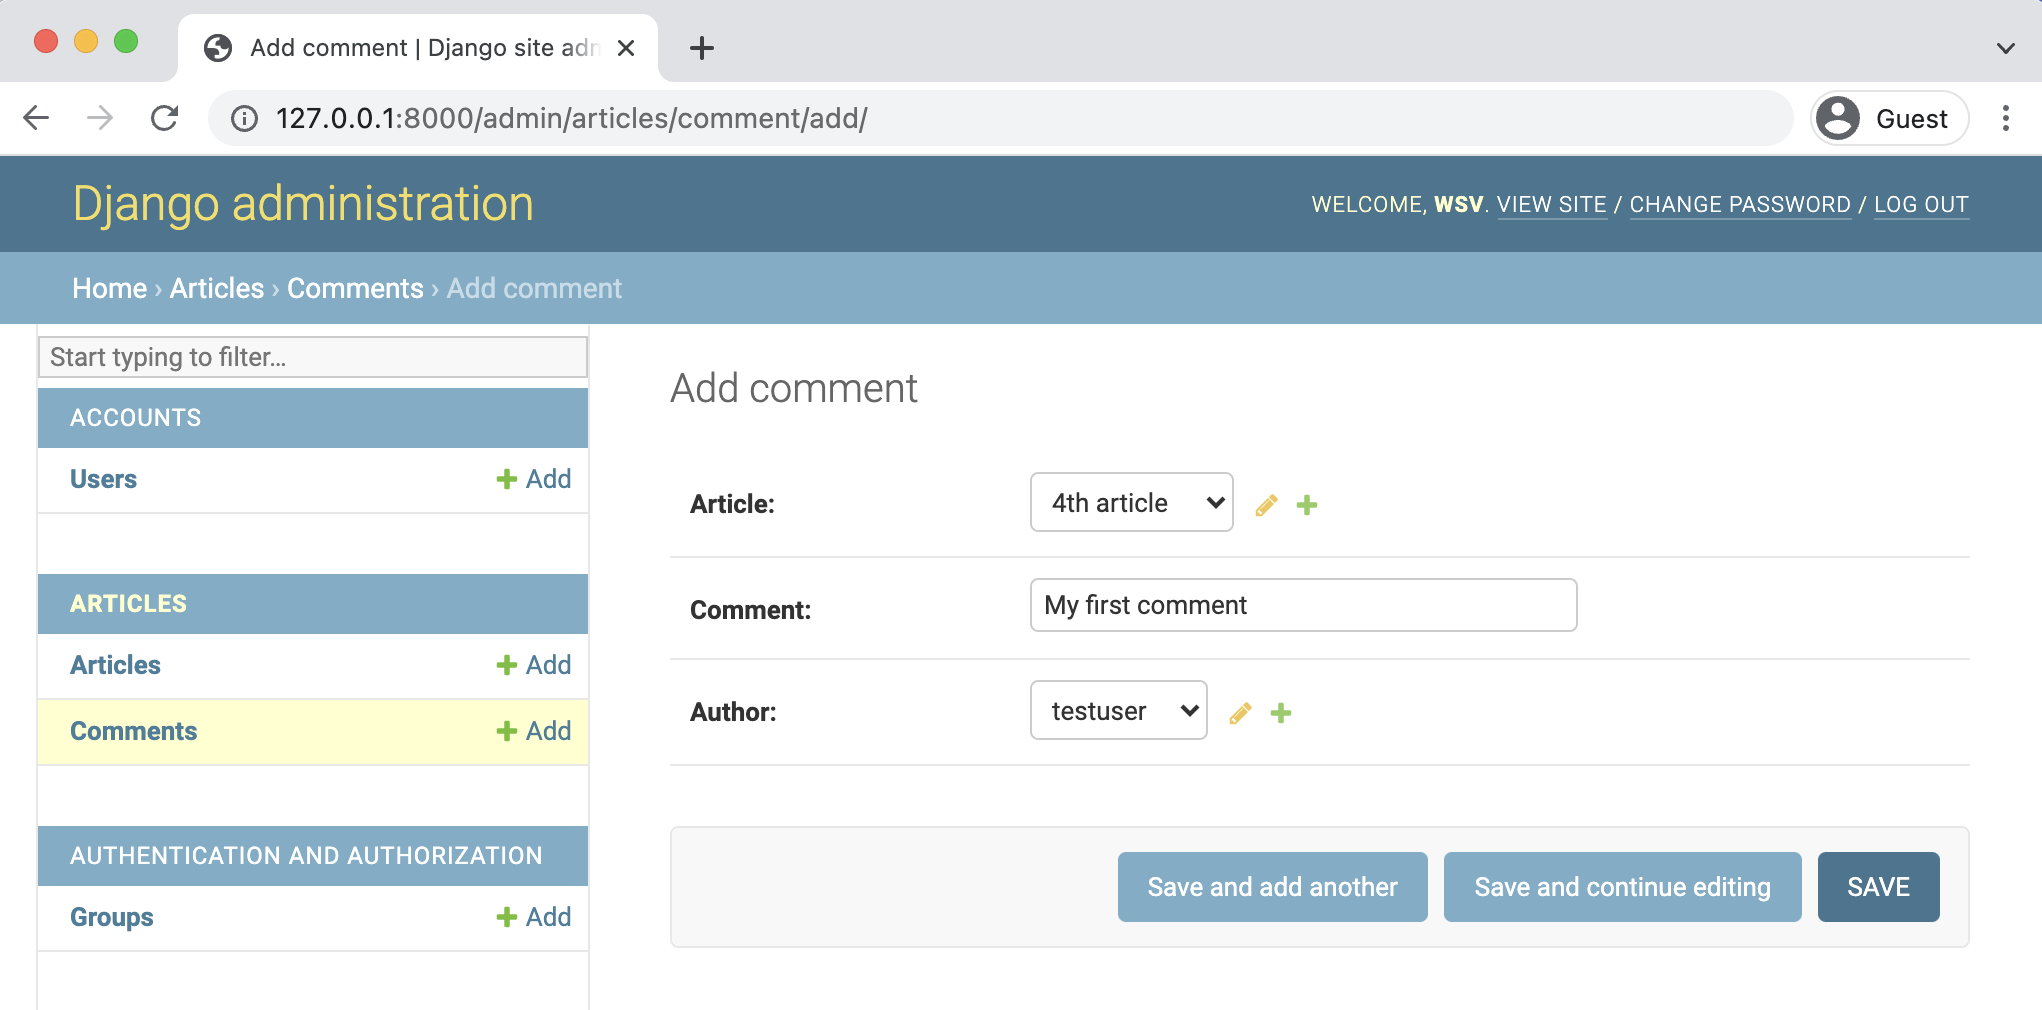 Add comment | Django site adm
127.0.0.1:8000/admin/articles/comment/add/
Guest
Django administration
WELCOME, WSV. VIEW SITE / CHANGE PASSWORD / LOG OUT
Home › Articles › Comments › Add comment
Start typing to filter...
ACCOUNTS
Users
Add
ARTICLES
Articles
Add
Comments
Add
AUTHENTICATION AND AUTHORIZATION
Groups
Add
Add comment
Article:
4th article
Comment:
My first comment
Author:
testuser
Save and add another
Save and continue editing
SAVE